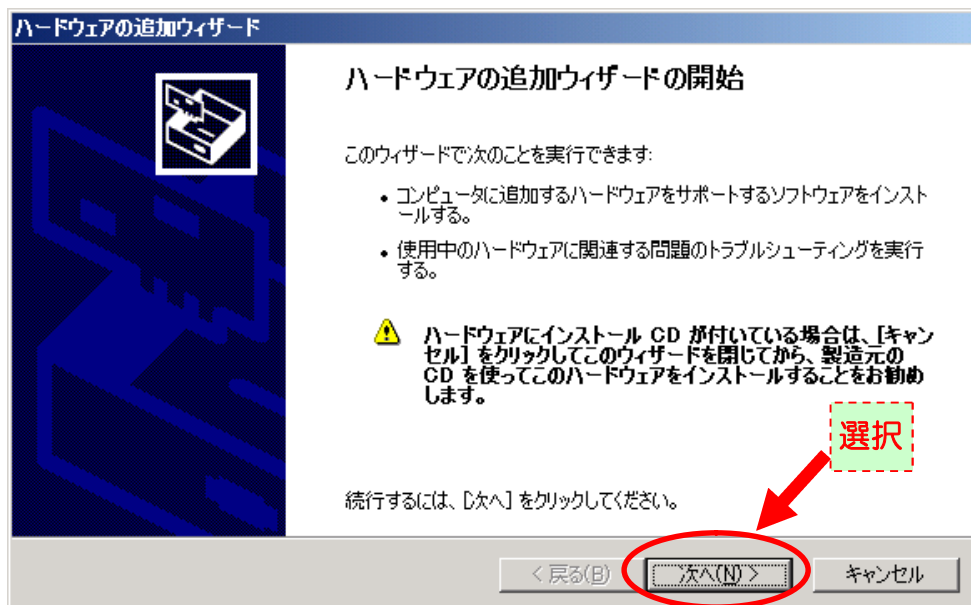 ハードウェアの追加ウィザード
ハードウェアの追加ウィザードの開始
このウィザードで次のことを実行できます:
• コンピュータに追加するハードウェアをサポートするソフトウェアをインスト
ールする。
• 使用中のハードウェアに関連する問題のトラブルシューティングを実行
する。
ハードウェアにインストール CD が付いている場合は、[キャン
セル] をクリックしてこのウィザードを閉じてから、製造元の
CD を使ってこのハードウェアをインストールすることをお勧め
します。
選択
続行するには、[次へ] をクリックしてください。
< 戻る(B)
次へ(N) >
キャンセル